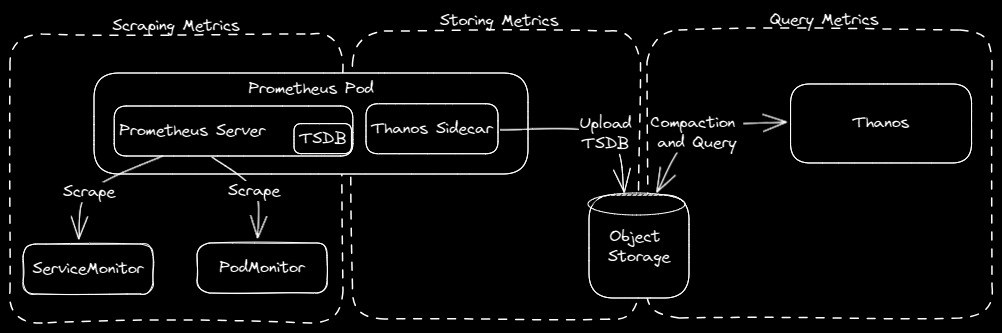 Scraping Metrics
Storing Metrics
Query Metrics
Prometheus Pod
Prometheus Server
TSDB
Thanos Sidecar
Upload
TSDB
Compaction
and Query
Thanos
Scrape
Scrape
ServiceMonitor
PodMonitor
Object
Storage